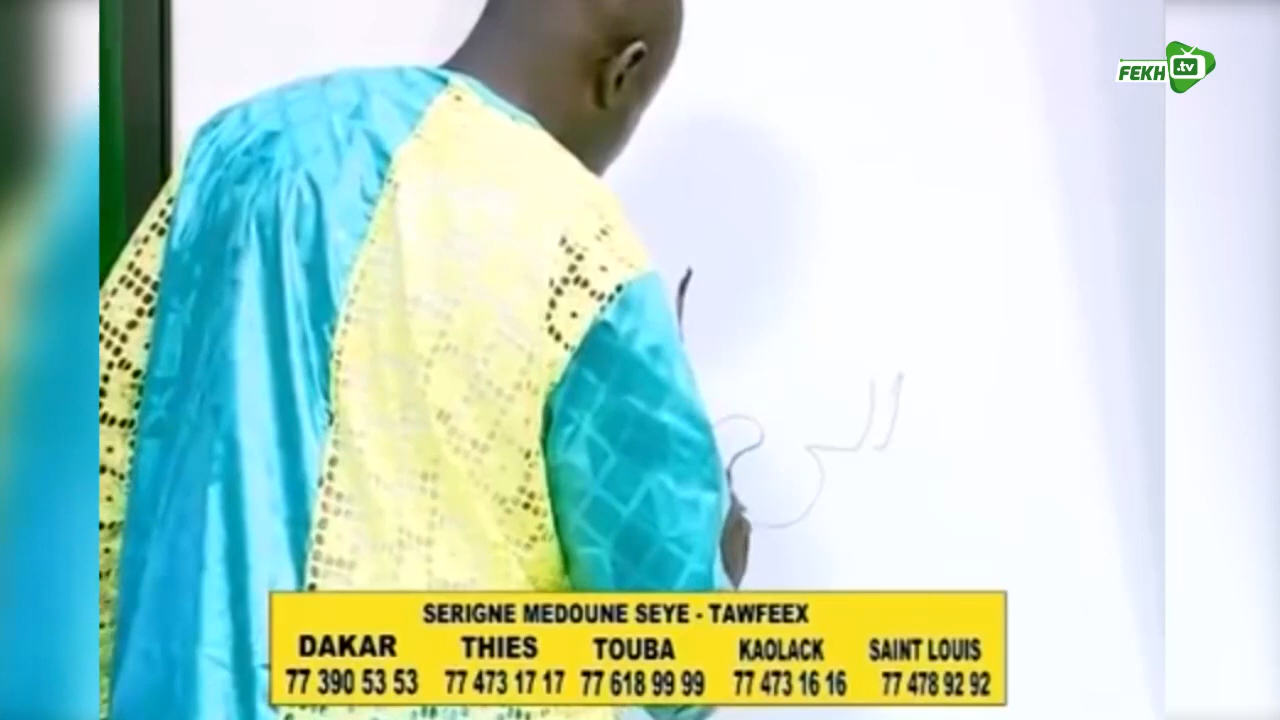 FEKH .tv
SERIGNE MEDOUNE SEYE - TAWFEEX
DAKAR THIES TOUBA KAOLACK SAINT LOUIS
77 390 53 53 77 473 17 17 77 618 99 99 77 473 16 16 77 478 92 92